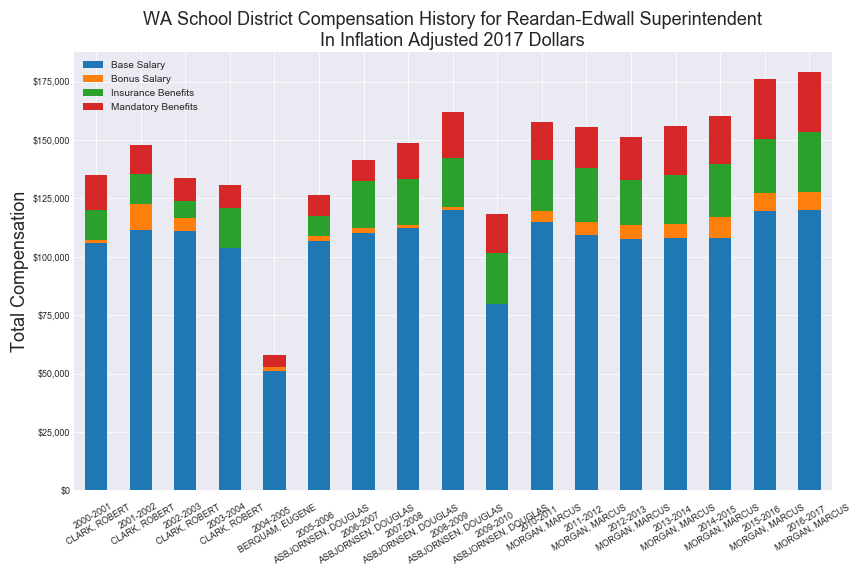 WA School District Compensation History for Reardan-Edwall Superintendent
In Inflation Adjusted 2017 Dollars
Base Salary
Bonus Salary
Insurance Benefits
Mandatory Benefits
Total Compensation
$175,000
$150,000
$125,000
$100,000
$75,000
$50,000
$25,000
$0
2000-2001
CLARK, ROBERT
2001-2002
CLARK, ROBERT
2002-2003
CLARK, ROBERT
2003-2004
CLARK, ROBERT
2004-2005
BERQUAM, EUGENE
2005-2006
ASBJORNSEN, DOUGLAS
2006-2007
ASBJORNSEN, DOUGLAS
2007-2008
ASBJORNSEN, DOUGLAS
2008-2009
ASBJORNSEN, DOUGLAS
2009-2010
ASBJORNSEN, DOUGLAS
2010-2011
MORGAN, MARCUS
2011-2012
MORGAN, MARCUS
2012-2013
MORGAN, MARCUS
2013-2014
MORGAN, MARCUS
2014-2015
MORGAN, MARCUS
2015-2016
MORGAN, MARCUS
2016-2017
MORGAN, MARCUS